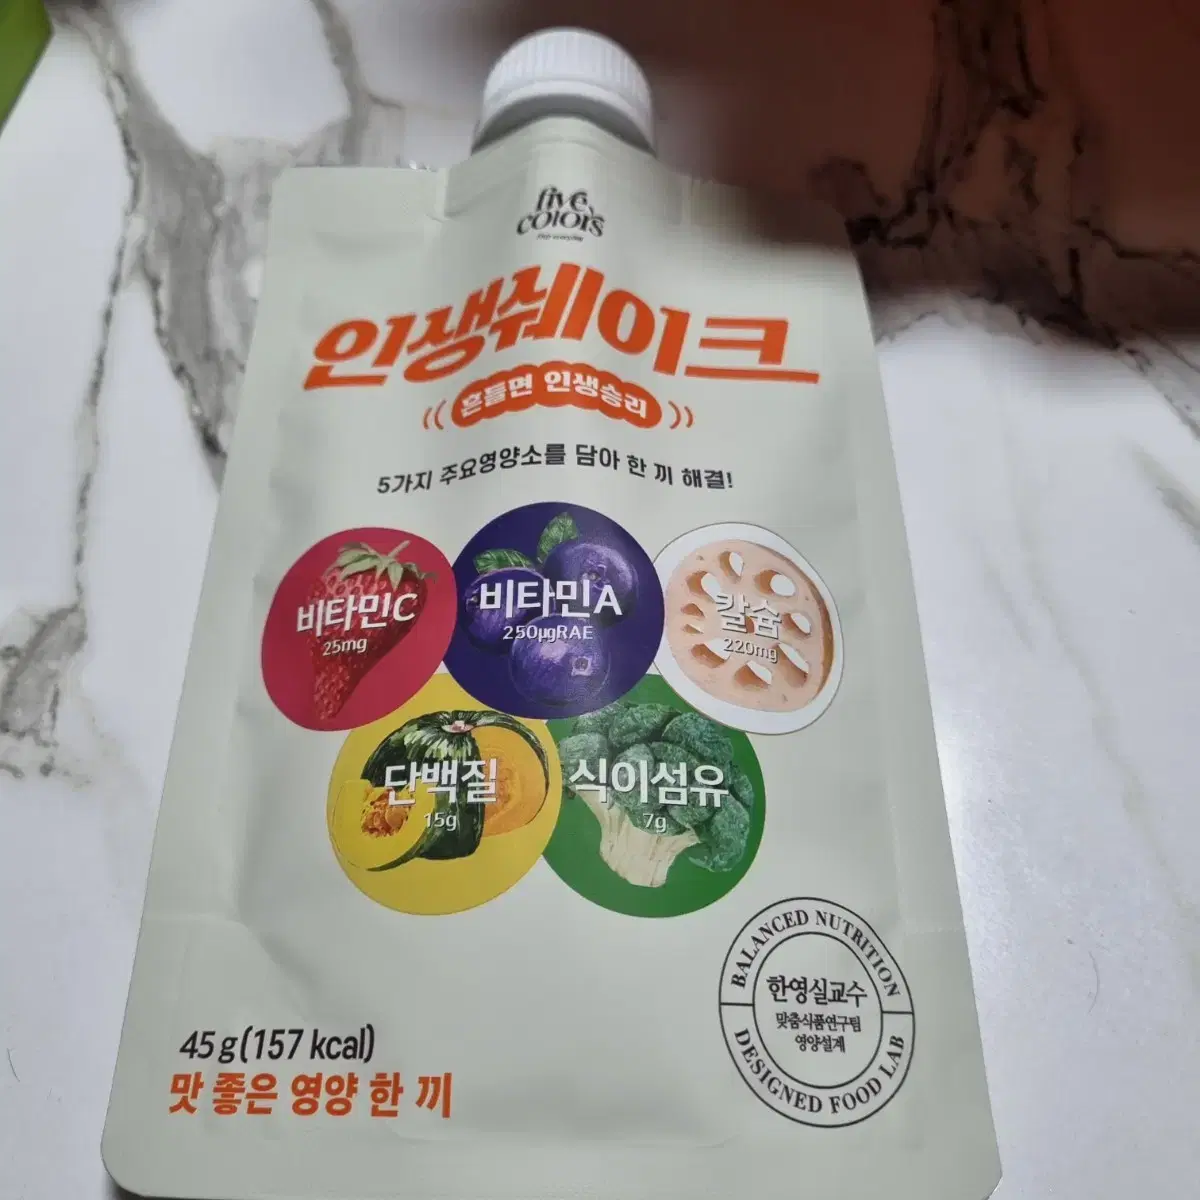 five
colors
인생쉐이크
흔들면 인생승리
5가지 주요영양소를 담아 한 끼 해결!
비타민C
25mg
비타민A
250μgRAE
칼슘
220mg
단백질
15g
식이섬유
7g
BALANCED NUTRITION
한영실교수
맞춤식품연구팀
영양설계
DESIGNED FOOD LAB
45g(157 kcal)
맛 좋은 영양 한 끼